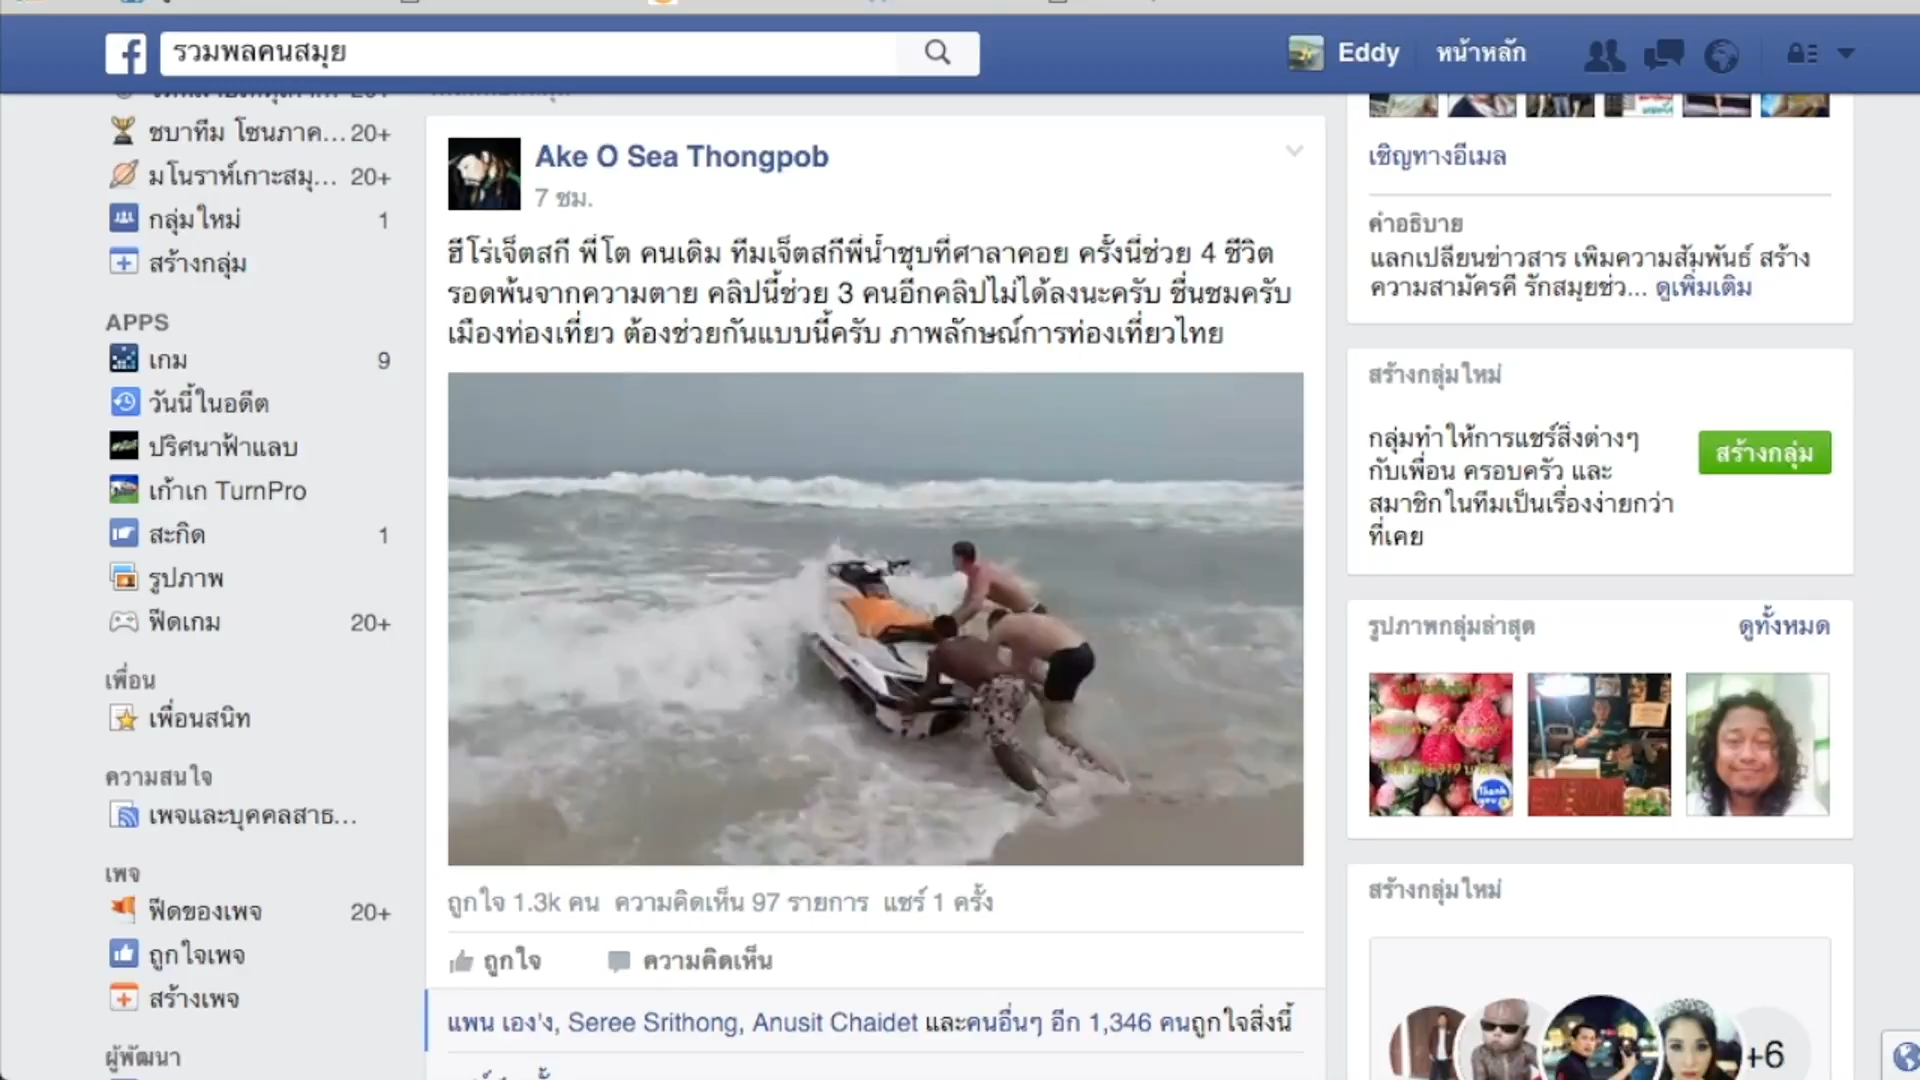 รวมพลคนสมุย
Eddy
หน้าหลัก
ชบาทีม โซนภาค... 20+
มโนราห์เกาะสมุ... 20+
กลุ่มใหม่ 1
สร้างกลุ่ม
APPS
เกม 9
วันนี้ในอดีต
ปริศนาฟ้าแลบ
เก้าเก TurnPro
สะกิด 1
รูปภาพ
ฟีดเกม 20+
เพื่อน
เพื่อนสนิท
ความสนใจ
เพจและบุคคลสาธ...
เพจ
ฟีดของเพจ 20+
ถูกใจเพจ
สร้างเพจ
ผู้พัฒนา
Ake O Sea Thongpob
7 ชม.
ฮีโร่เจ็ตสกี พี่โต คนเดิม ทีมเจ็ตสกีพี่น้ำชุบที่ศาลาคอย ครั้งนี้ช่วย 4 ชีวิต
รอดพ้นจากความตาย คลิปนี้ช่วย 3 คนอีกคลิปไม่ได้ลงนะครับ ชื่นชมครับ
เมืองท่องเที่ยว ต้องช่วยกันแบบนี้ครับ ภาพลักษณ์การท่องเที่ยวไทย
ถูกใจ 1.3k คน ความคิดเห็น 97 รายการ แชร์ 1 ครั้ง
ถูกใจ ความคิดเห็น
แพน เอง'ง, Seree Srithong, Anusit Chaidet และคนอื่นๆ อีก 1,346 คนถูกใจสิ่งนี้
เชิญทางอีเมล
คำอธิบาย
แลกเปลี่ยนข่าวสาร เพิ่มความสัมพันธ์ สร้าง
ความสามัคคี รักสมุยช่ว... ดูเพิ่มเติม
สร้างกลุ่มใหม่
กลุ่มทำให้การแชร์สิ่งต่างๆ
กับเพื่อน ครอบครัว และ
สมาชิกในทีมเป็นเรื่องง่ายกว่า
ที่เคย
สร้างกลุ่ม
รูปภาพกลุ่มล่าสุด ดูทั้งหมด
Thank you
สร้างกลุ่มใหม่
+6